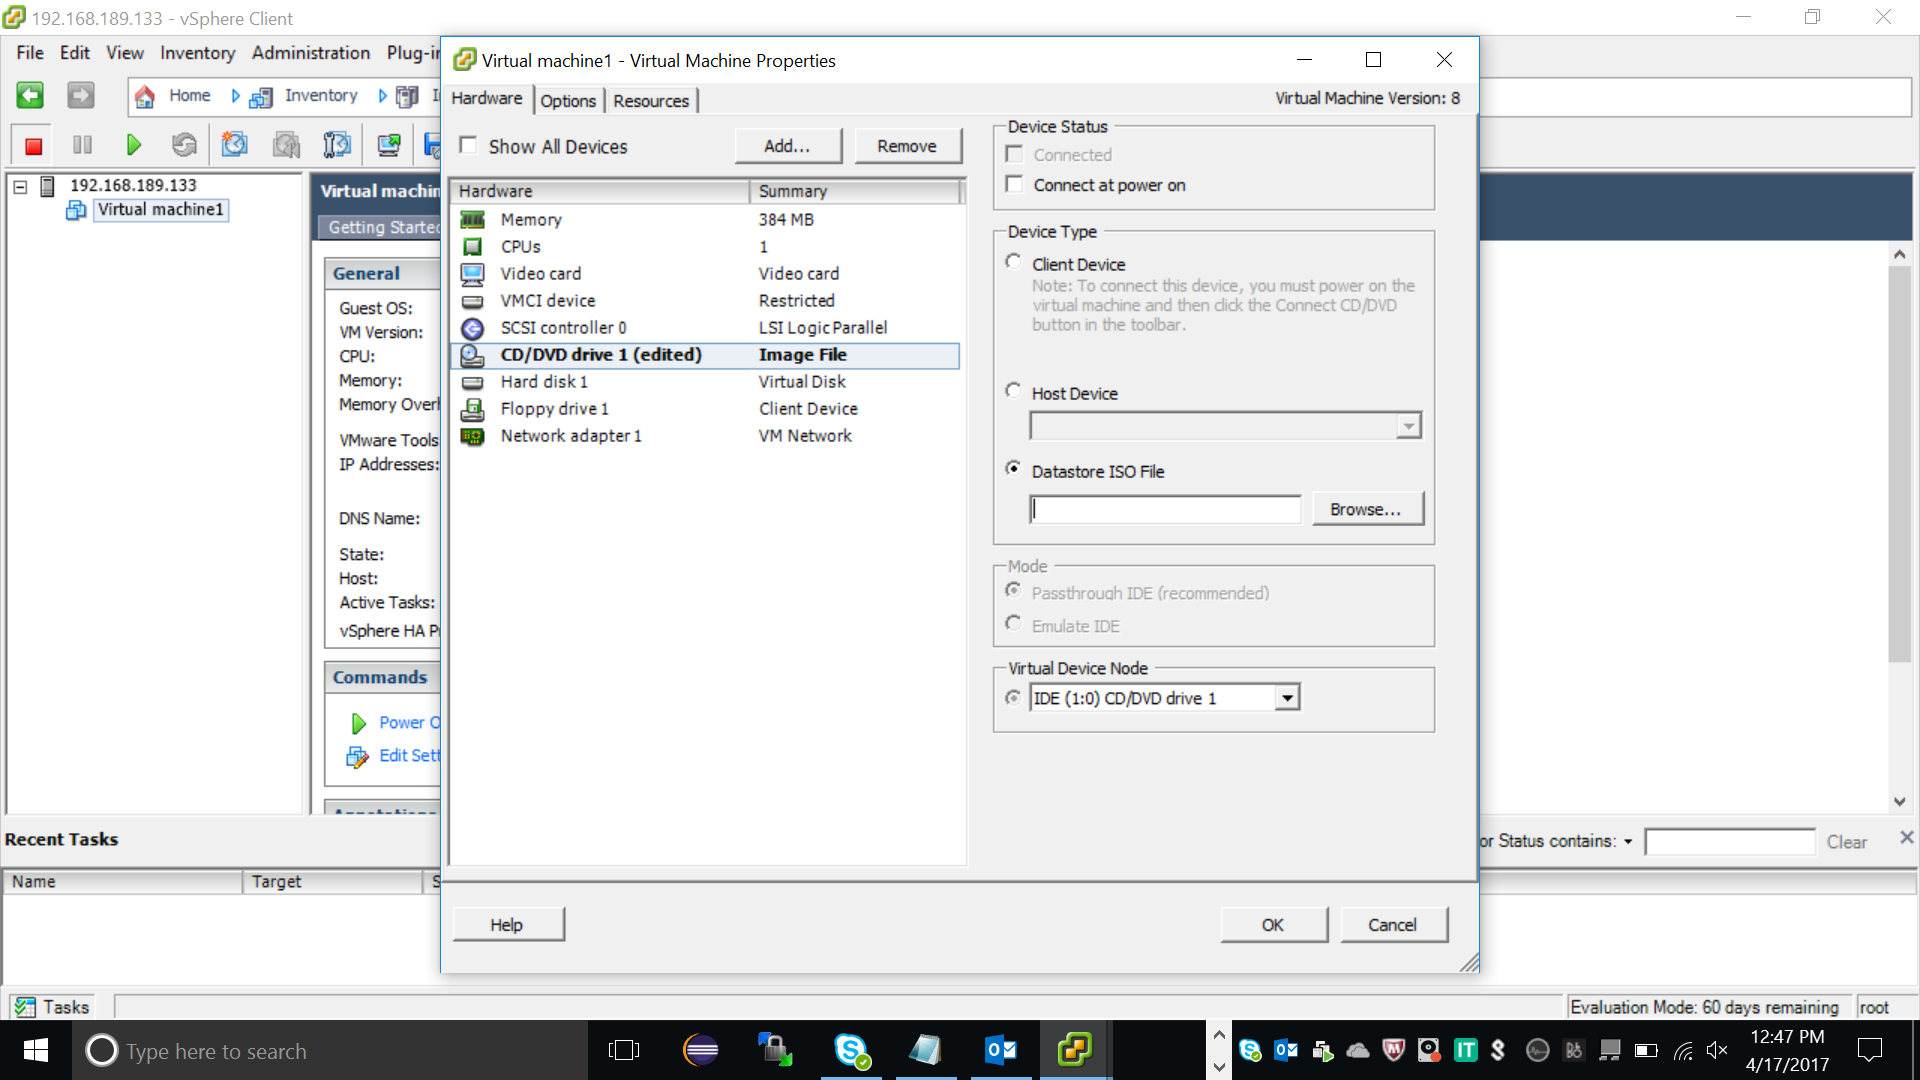 192.168.189.133 - vSphere Client
File Edit View Inventory Administration Plug-in
Home Inventory
192.168.189.133
Virtual machine1
Virtual machin
Getting Started
General
Guest OS:
VM Version:
CPU:
Memory:
Memory Overh
VMware Tools
IP Addresses:
DNS Name:
State:
Host:
Active Tasks:
vSphere HA Pr
Commands
Power O
Edit Sett
Virtual machine1 - Virtual Machine Properties
Hardware Options Resources Virtual Machine Version: 8
Show All Devices Add... Remove
Hardware Summary
Memory 384 MB
CPUs 1
Video card Video card
VMCI device Restricted
SCSI controller 0 LSI Logic Parallel
CD/DVD drive 1 (edited) Image File
Hard disk 1 Virtual Disk
Floppy drive 1 Client Device
Network adapter 1 VM Network
Device Status
Connected
Connect at power on
Device Type
Client Device
Note: To connect this device, you must power on the
virtual machine and then click the Connect CD/DVD
button in the toolbar.
Host Device
Datastore ISO File
Browse...
Mode
Passthrough IDE (recommended)
Emulate IDE
Virtual Device Node
IDE (1:0) CD/DVD drive 1
Help OK Cancel
Recent Tasks
or Status contains: Clear
Name Target S
Tasks
Evaluation Mode: 60 days remaining root
Type here to search
12:47 PM
4/17/2017